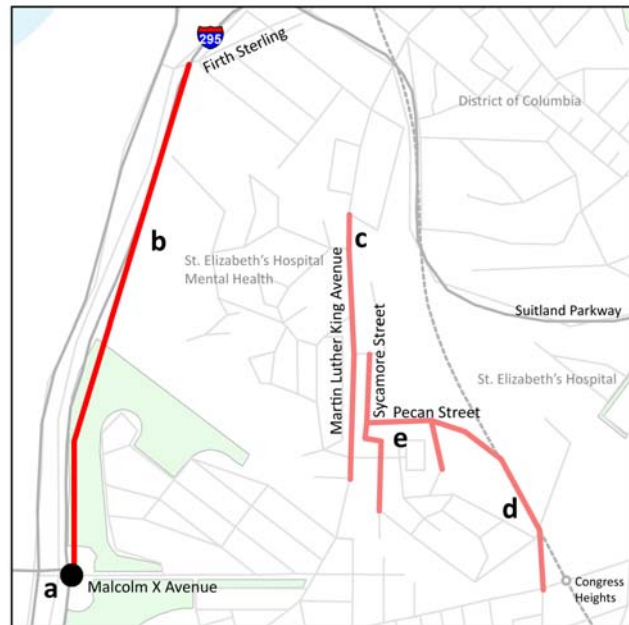 295
Firth Sterling
District of Columbia
b
c
St. Elizabeth's Hospital
Mental Health
Martin Luther King Avenue
Suitland Parkway
Sycamore Street
St. Elizabeth's Hospital
Pecan Street
e
d
a
Malcolm X Avenue
Congress
Heights